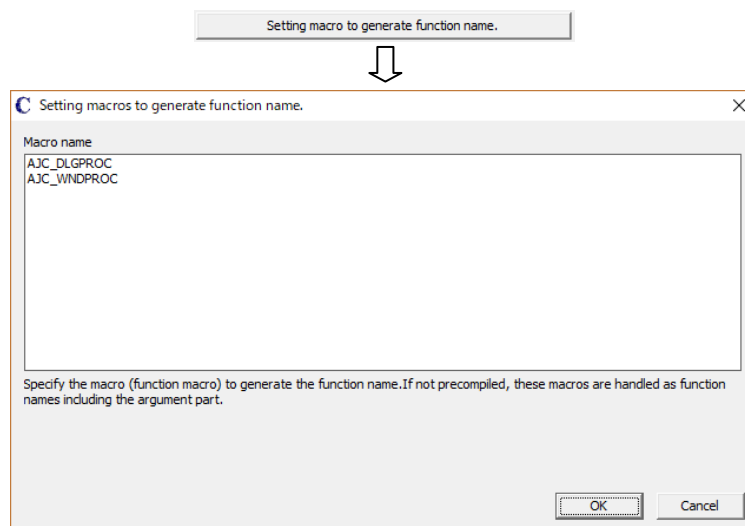 Setting macro to generate function name.
Setting macros to generate function name.
Macro name
AJC_DLGPROC
AJC_WNDPROC
Specify the macro (function macro) to generate the function name.If not precompiled, these macros are handled as function
names including the argument part.
OK Cancel